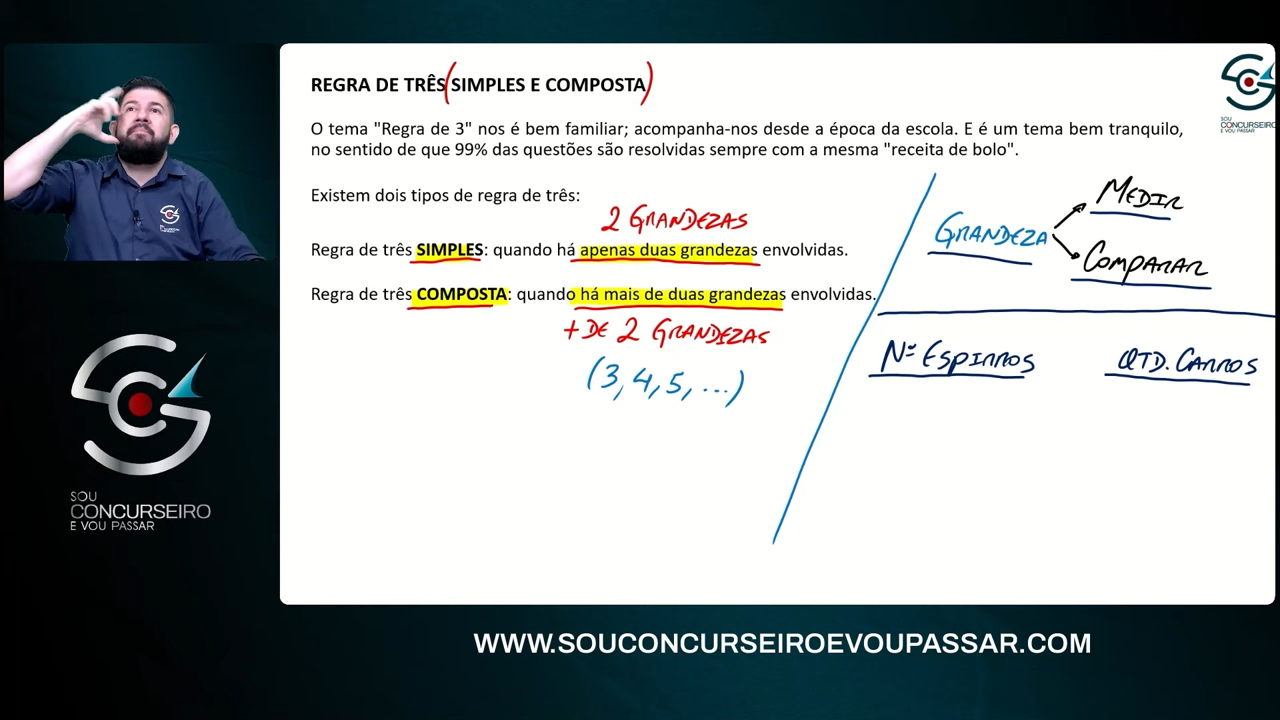 REGRA DE TRÊS (SIMPLES E COMPOSTA)
O tema "Regra de 3" nos é bem familiar; acompanha-nos desde a época da escola. E é um tema bem tranquilo,
no sentido de que 99% das questões são resolvidas sempre com a mesma "receita de bolo".
Existem dois tipos de regra de três:
2 GRANDEZAS
Regra de três SIMPLES: quando há apenas duas grandezas envolvidas.
Regra de três COMPOSTA: quando há mais de duas grandezas envolvidas.
+ DE 2 GRANDEZAS
(3, 4, 5, ...)
GRANDEZA
MEDIR
COMPARAR
Nº ESPIRROS
QTD. CARROS
SOU
CONCURSEIRO
E VOU PASSAR
SOU
CONCURSEIRO
E VOU PASSAR
WWW.SOUCONCURSEIROEVOUPASSAR.COM